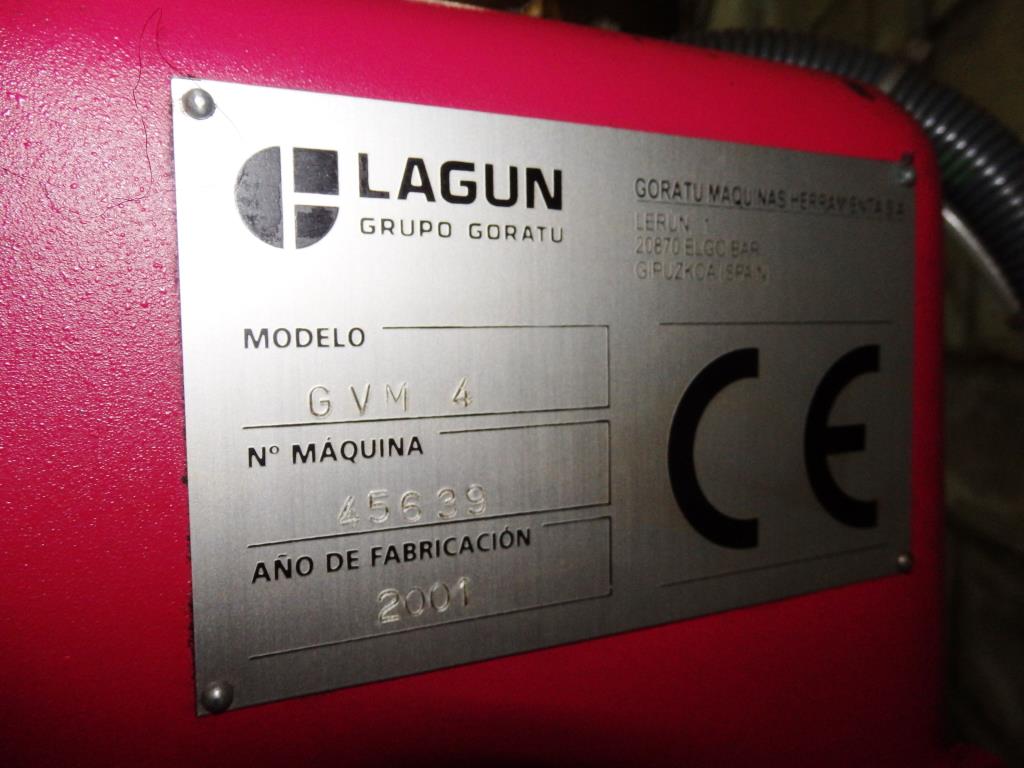 LAGUN
GRUPO GORATU
GORATU MAQUINAS HERRAMIENTA S.A.
LERUN 1
20870 ELGOIBAR
GIPUZKOA (SPAIN)
MODELO
GVM 4
Nº MÁQUINA
45639
AÑO DE FABRICACIÓN
2001
CE